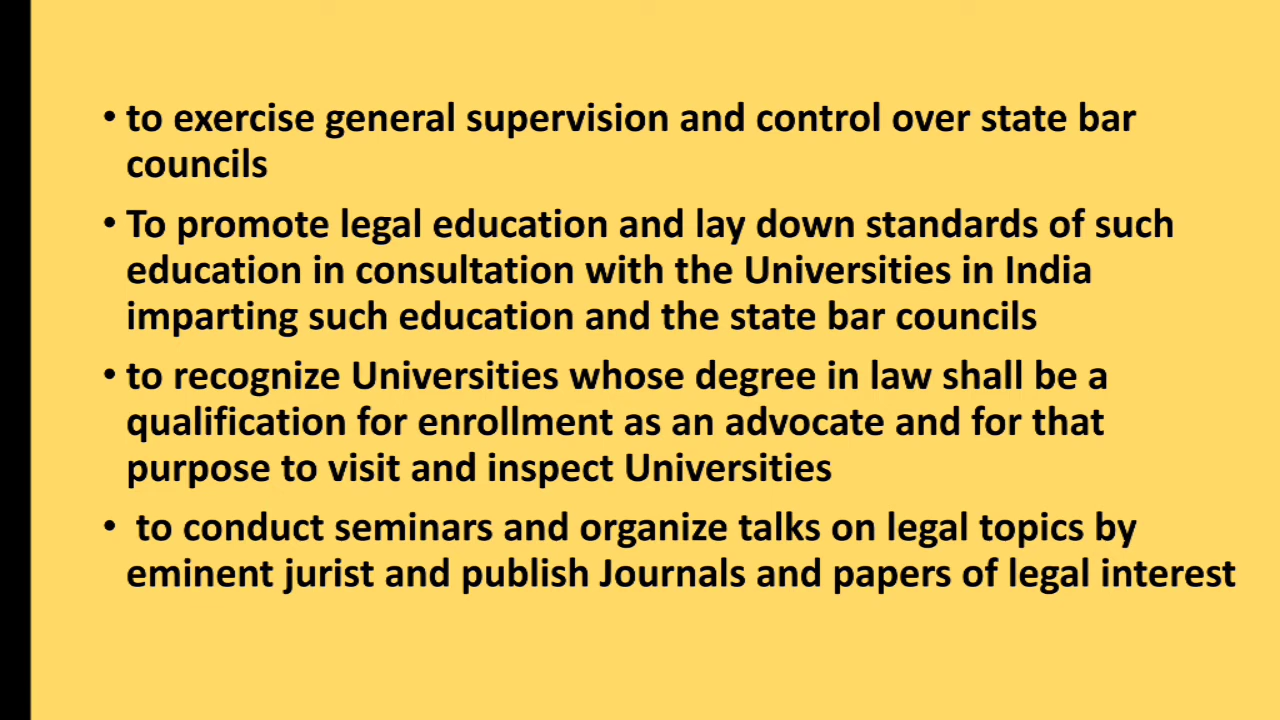 • to exercise general supervision and control over state bar
councils
• To promote legal education and lay down standards of such
education in consultation with the Universities in India
imparting such education and the state bar councils
• to recognize Universities whose degree in law shall be a
qualification for enrollment as an advocate and for that
purpose to visit and inspect Universities
• to conduct seminars and organize talks on legal topics by
eminent jurist and publish Journals and papers of legal interest